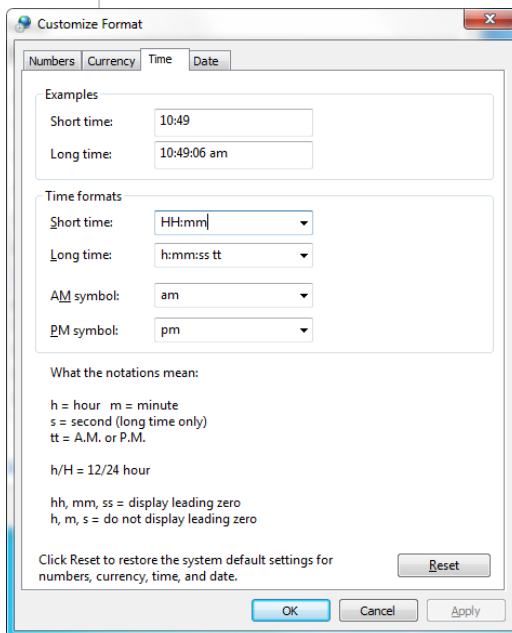 Customize Format
Numbers Currency Time Date
Examples
Short time: 10:49
Long time: 10:49:06 am
Time formats
Short time: HH:mm
Long time: h:mm:ss tt
AM symbol: am
PM symbol: pm
What the notations mean:
h = hour m = minute
s = second (long time only)
tt = A.M. or P.M.
h/H = 12/24 hour
hh, mm, ss = display leading zero
h, m, s = do not display leading zero
Click Reset to restore the system default settings for
numbers, currency, time, and date.
Reset
OK Cancel Apply